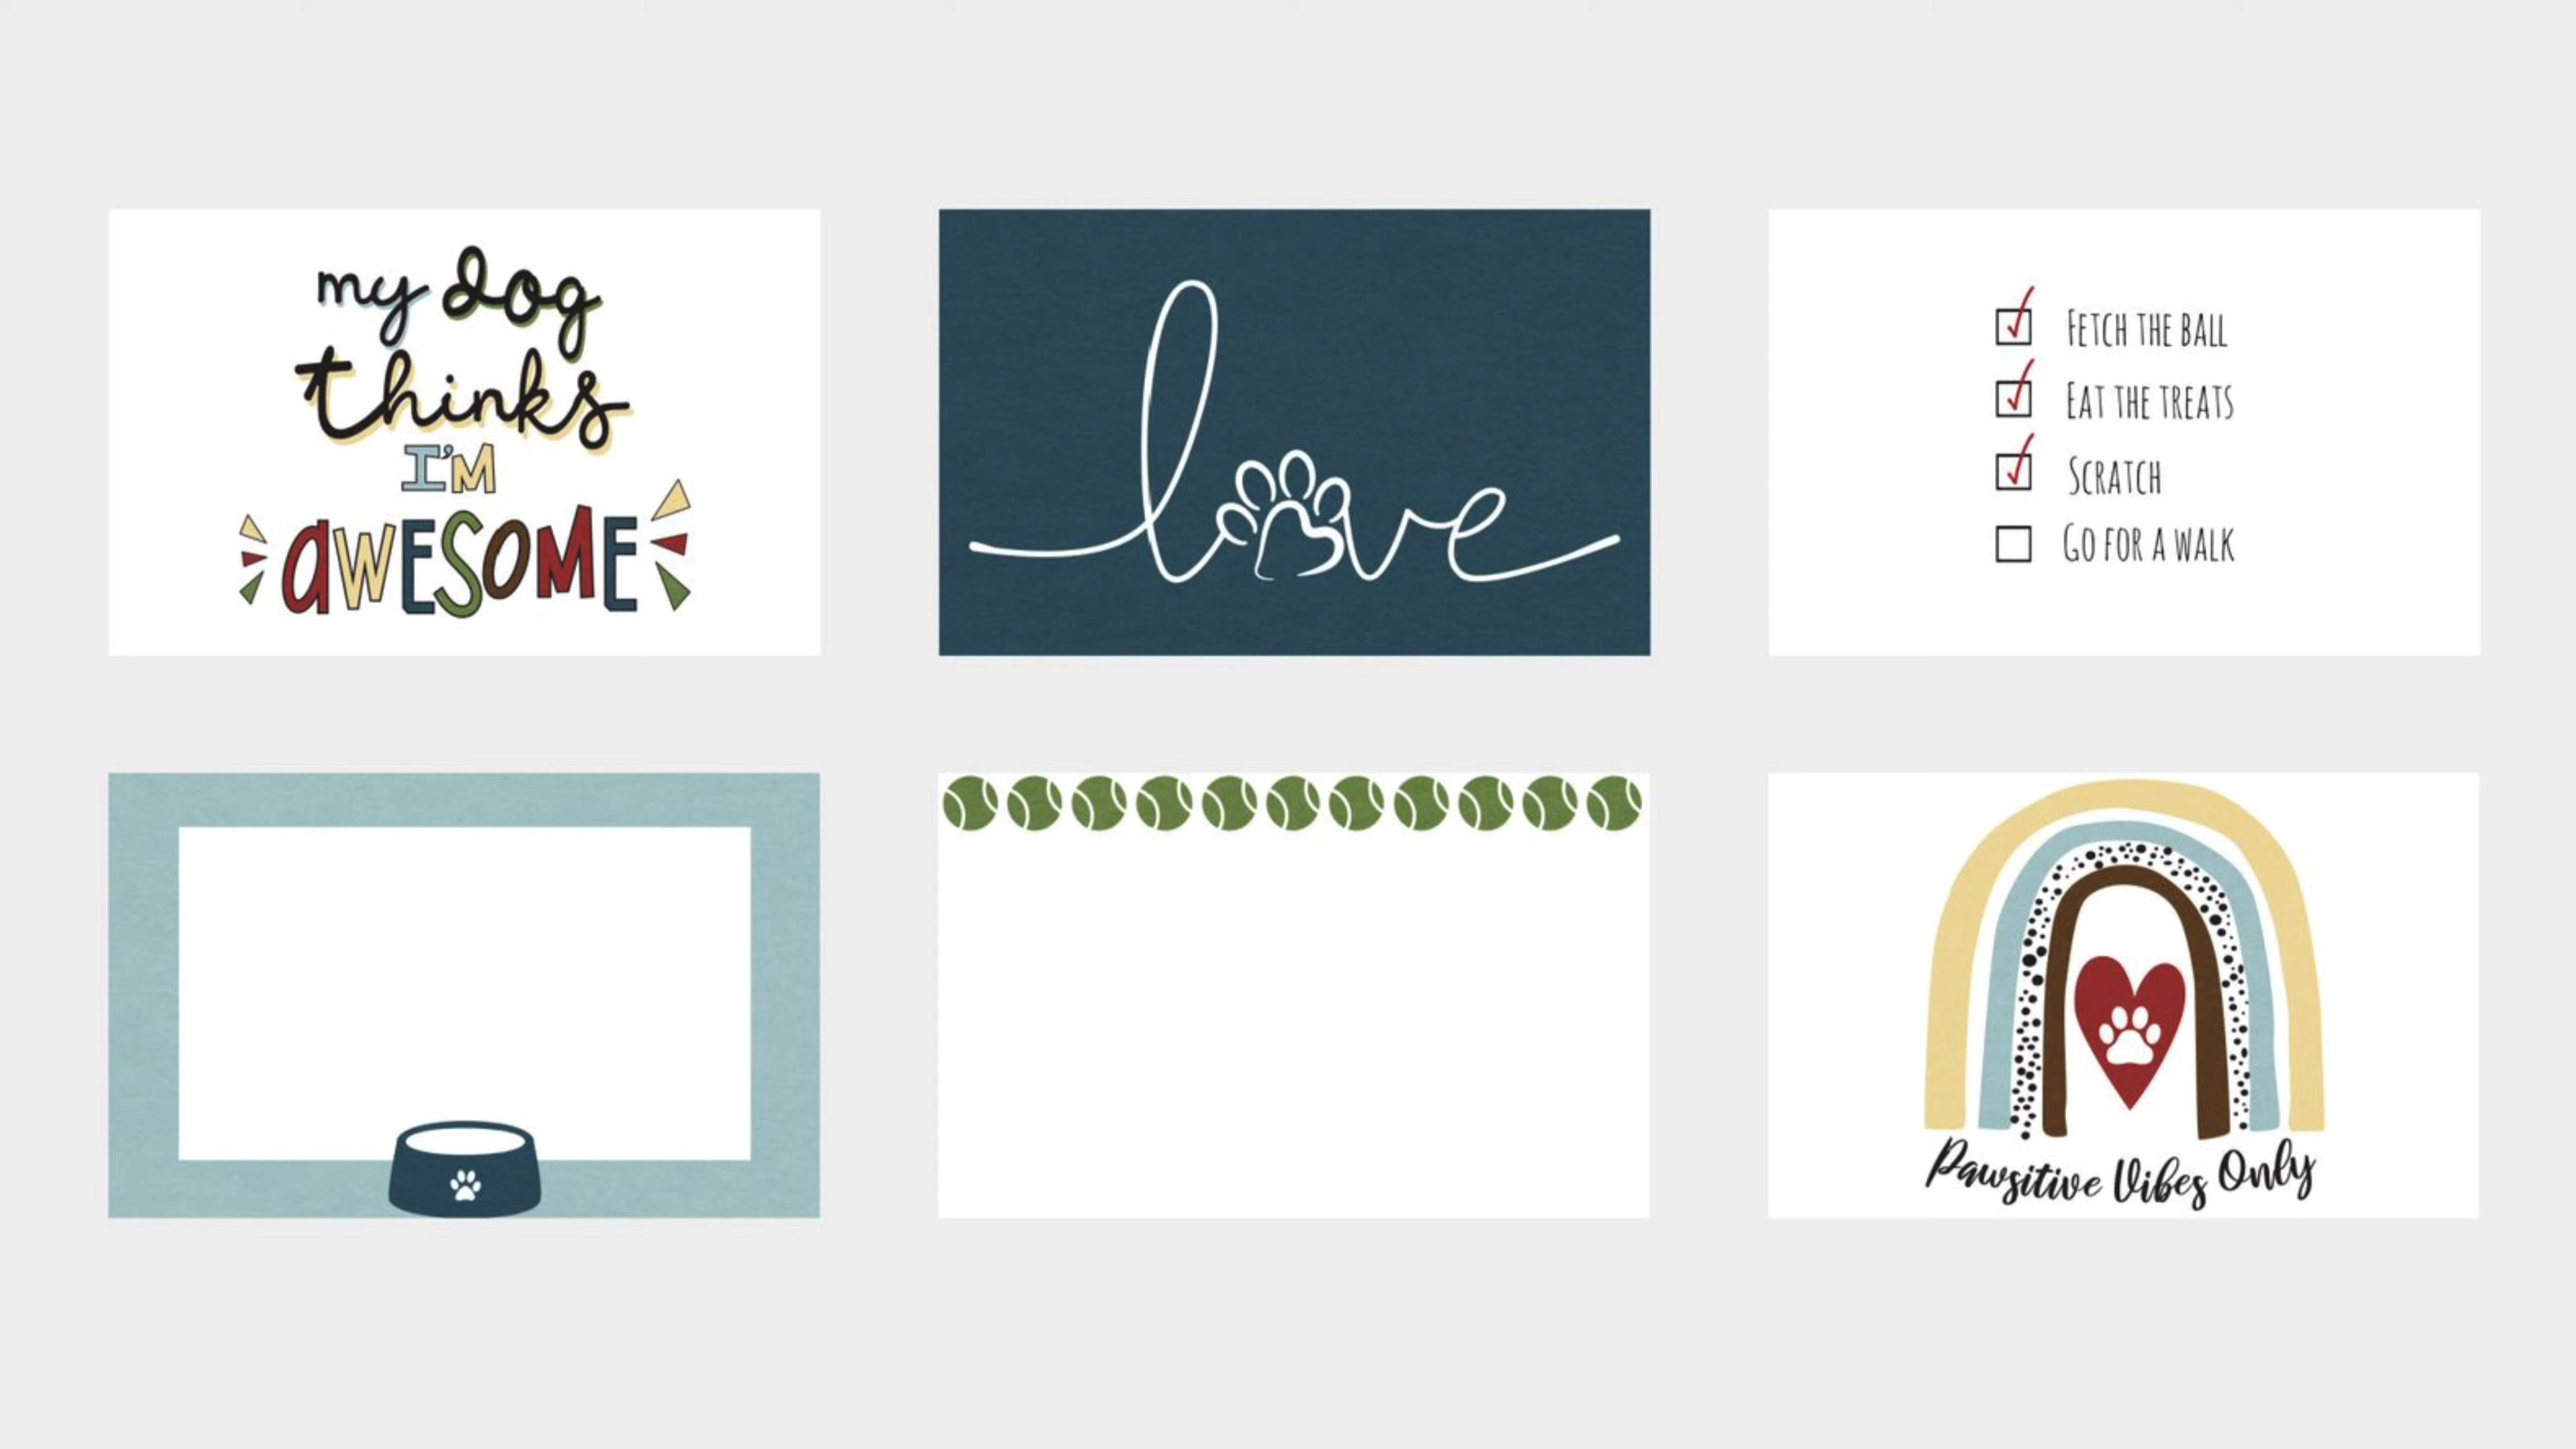 my dog
thinks
I'M
aWESOME
love
FETCH THE BALL
EAT THE TREATS
SCRATCH
GO FOR A WALK
Pawsitive Vibes Only